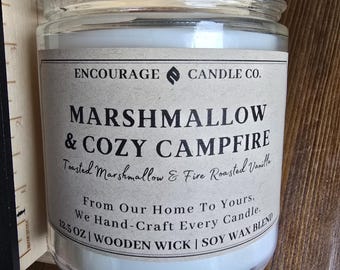 ENCOURAGE CANDLE CO.
MARSHMALLOW
& COZY CAMPFIRE
Toasted Marshmallow & Fire Roasted Vanilla
From Our Home To Yours,
We Hand-Craft Every Candle.
12.5 OZ | WOODEN WICK | SOY WAX BLEND